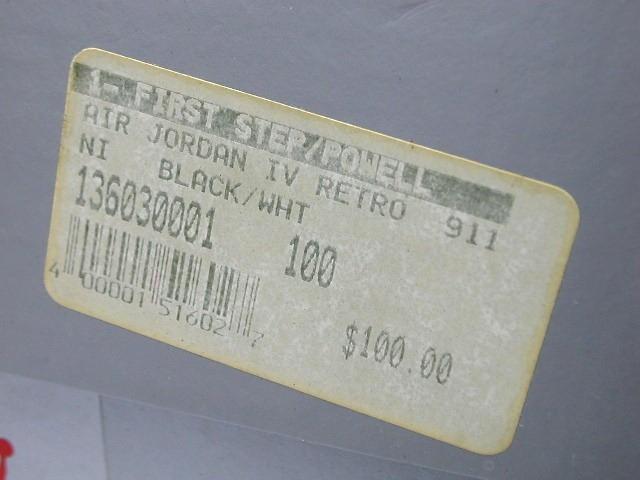 1- FIRST STEP/POWELL
AIR JORDAN IV RETRO 911
NI BLACK/WHT
136030001 100
4 00001 51602 7
$100.00